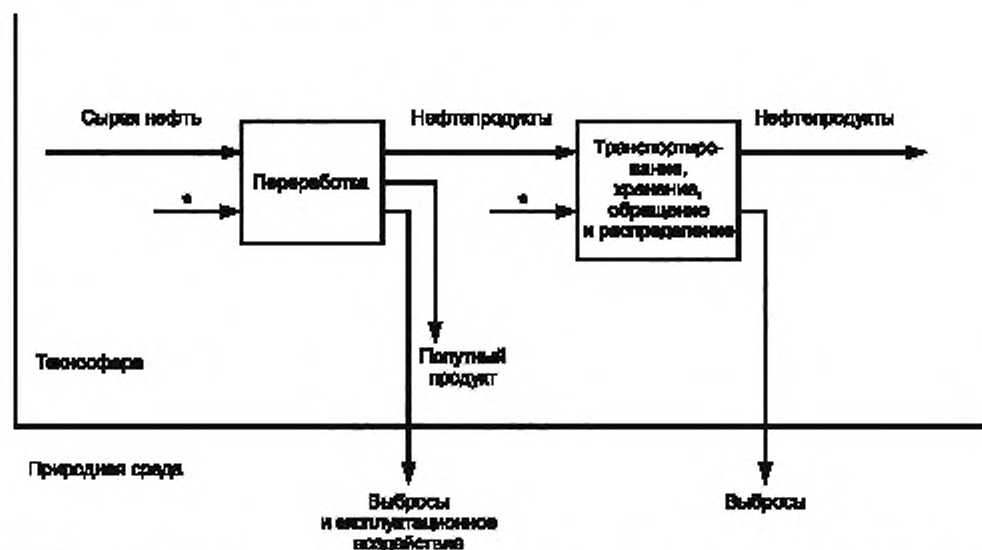 Сырая нефть
Нефтепродукты
Нефтепродукты
Переработка
*
*
Транспортиро-
вание,
хранение,
обращение
и распределение
Попутный
продукт
Техносфера
Природная среда
Выбросы
и эксплуатационное
воздействие
Выбросы